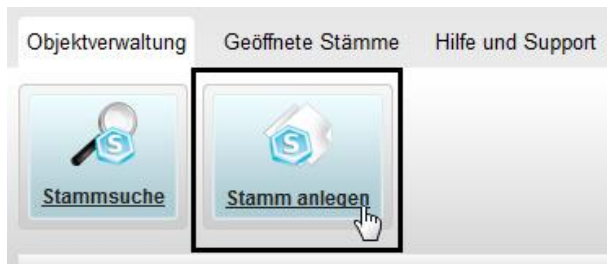 Objektverwaltung Geöffnete Stämme Hilfe und Support
S S
Stammsuche Stamm anlegen